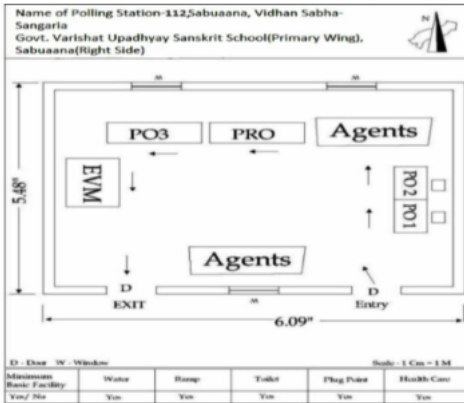 Name of Polling Station-112,Sabuaana, Vidhan Sabha-
Sangaria
Govt. Varishat Upadhyay Sanskrit School(Primary Wing),
Sabuaana(Right Side)
N
W
W
PO3
PRO
Agents
EVM
PO2
PO1
5.48"
Agents
D
EXIT
W
D
Entry
6.09"
D - Door W - Window
Scale - 1 Cm = 1 M
Minimum Basic Facility
Water
Ramp
Toilet
Plug Point
Health Care
Yes/ No
Yes
Yes
Yes
Yes
Yes